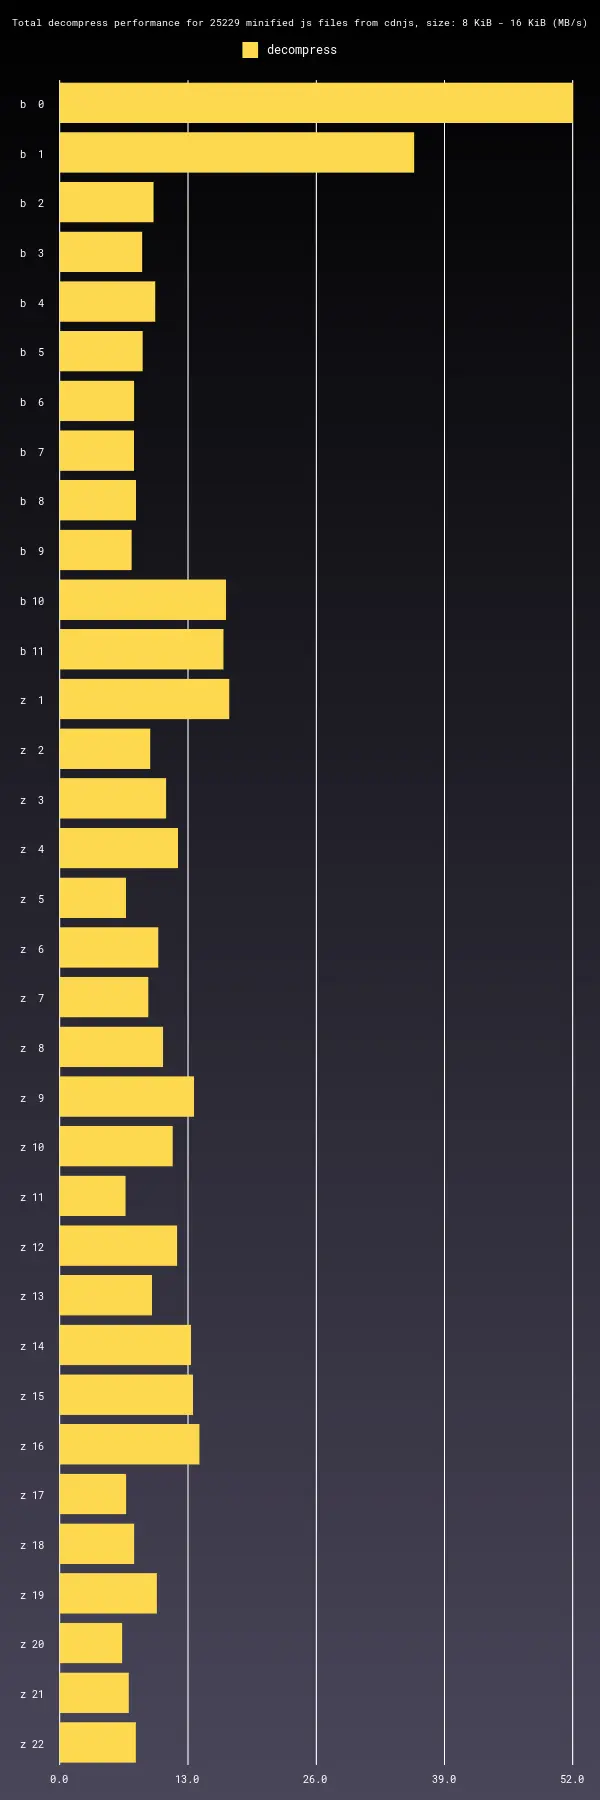 Total decompress performance for 25229 minified js files from cdnjs, size: 8 KiB - 16 KiB (MB/s)
decompress
b 0
b 1
b 2
b 3
b 4
b 5
b 6
b 7
b 8
b 9
b 10
b 11
z 1
z 2
z 3
z 4
z 5
z 6
z 7
z 8
z 9
z 10
z 11
z 12
z 13
z 14
z 15
z 16
z 17
z 18
z 19
z 20
z 21
z 22
0.0 13.0 26.0 39.0 52.0